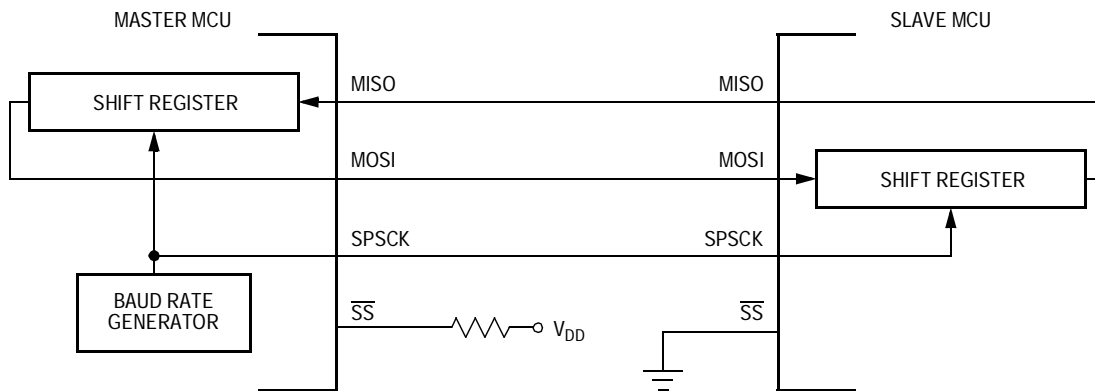 MASTER MCU
SLAVE MCU
SHIFT REGISTER
MISO
MISO
MOSI
MOSI
SHIFT REGISTER
SPSCK
SPSCK
BAUD RATE
GENERATOR
SS
VDD
SS